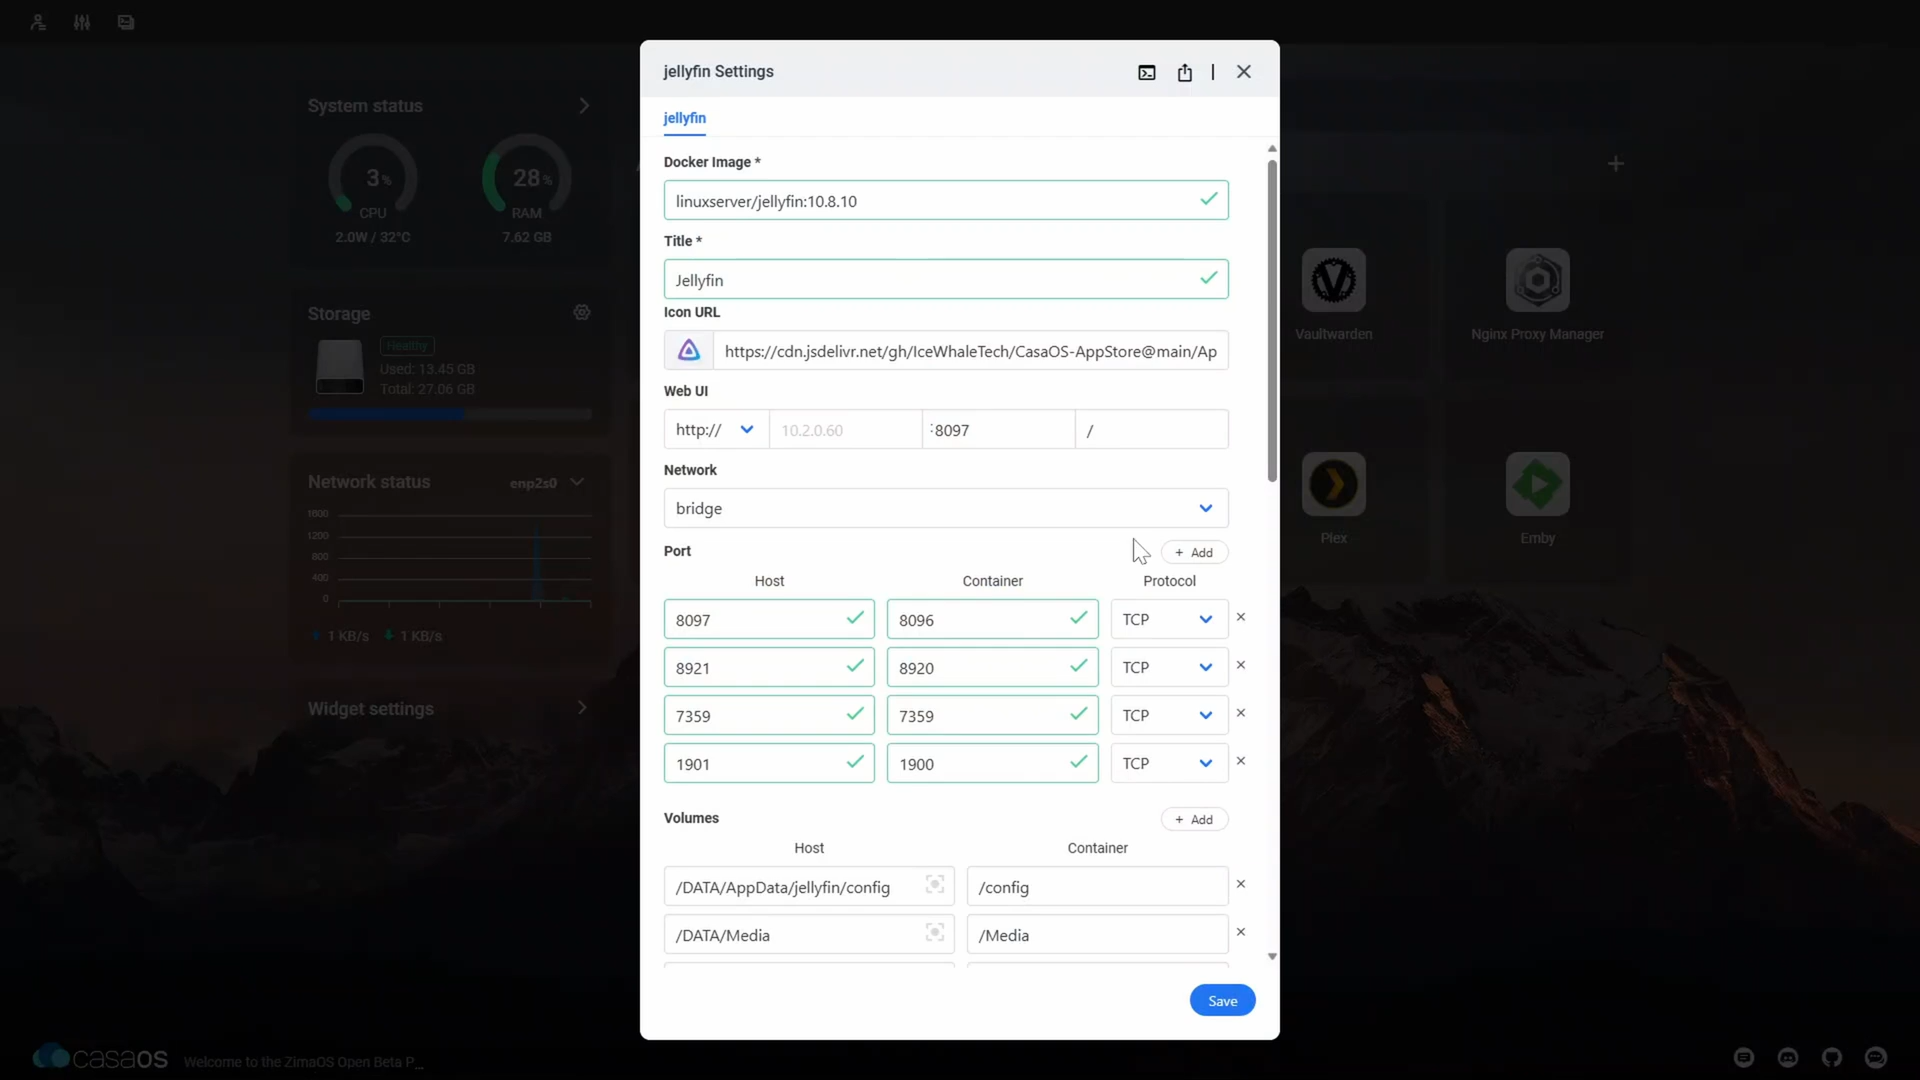 jellyfin Settings
jellyfin
Docker Image *
linuxserver/jellyfin:10.8.10
Title *
Jellyfin
Icon URL
https://cdn.jsdelivr.net/gh/IceWhaleTech/CasaOS-AppStore@main/Ap
Web UI
http:// 10.2.0.60 :8097 /
Network
bridge
Port + Add
Host Container Protocol
8097 8096 TCP
8921 8920 TCP
7359 7359 TCP
1901 1900 TCP
Volumes + Add
Host Container
/DATA/AppData/jellyfin/config /config
/DATA/Media /Media
Save
System status
3% 28%
CPU RAM
2.0W / 32°C 7.62 GB
Storage
Healthy
Used: 13.45 GB
Total: 27.06 GB
Network status enp2s0
1600
1200
800
400
0
1 KB/s 1 KB/s
Widget settings
Vaultwarden Nginx Proxy Manager
Plex Emby
casaOS Welcome to the ZimaOS Open Beta P_